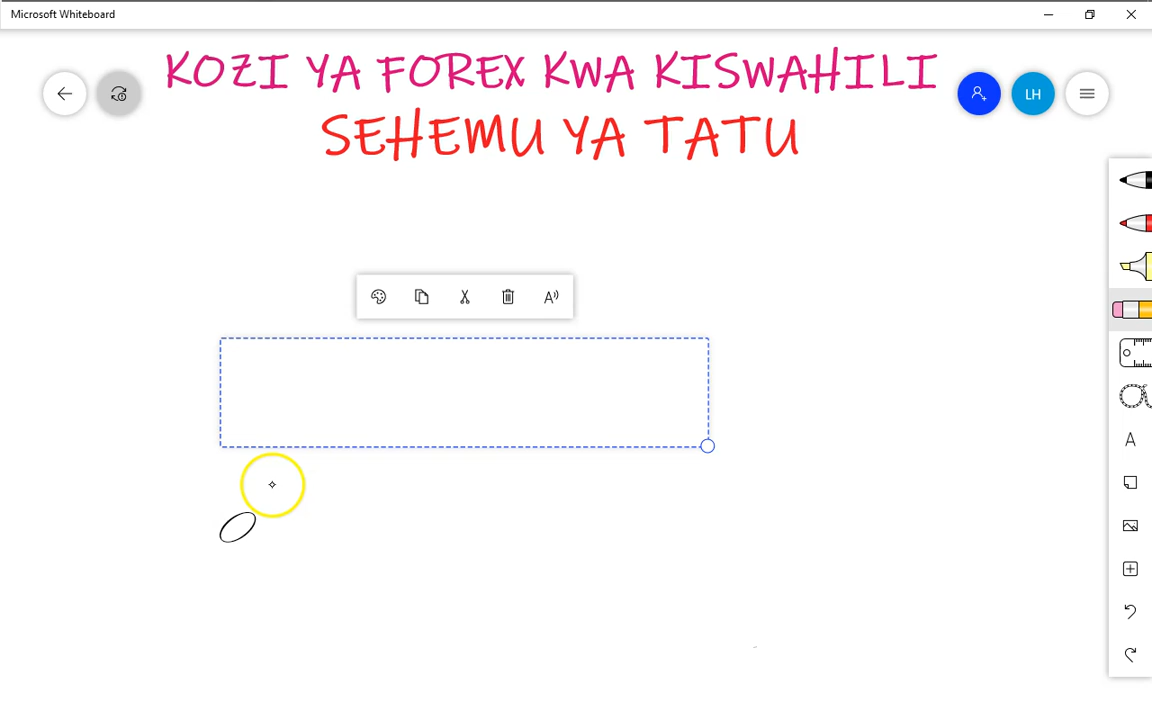 Microsoft Whiteboard
KOZI YA FOREX KWA KISWAHILI
SEHEMU YA TATU
LH
A
A